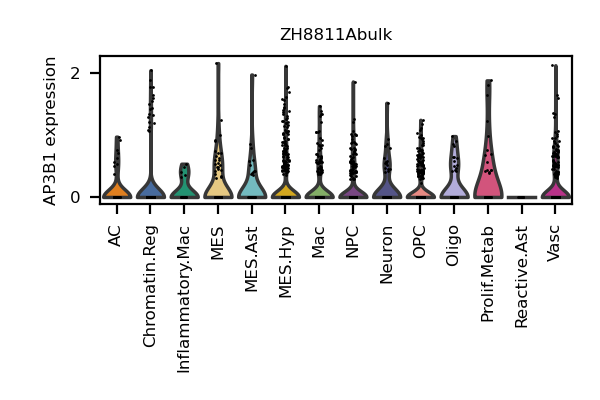 ZH8811Abulk
AP3B1 expression
2
0
AC
Chromatin.Reg
Inflammatory.Mac
MES
MES.Ast
MES.Hyp
Mac
NPC
Neuron
OPC
Oligo
Prolif.Metab
Reactive.Ast
Vasc